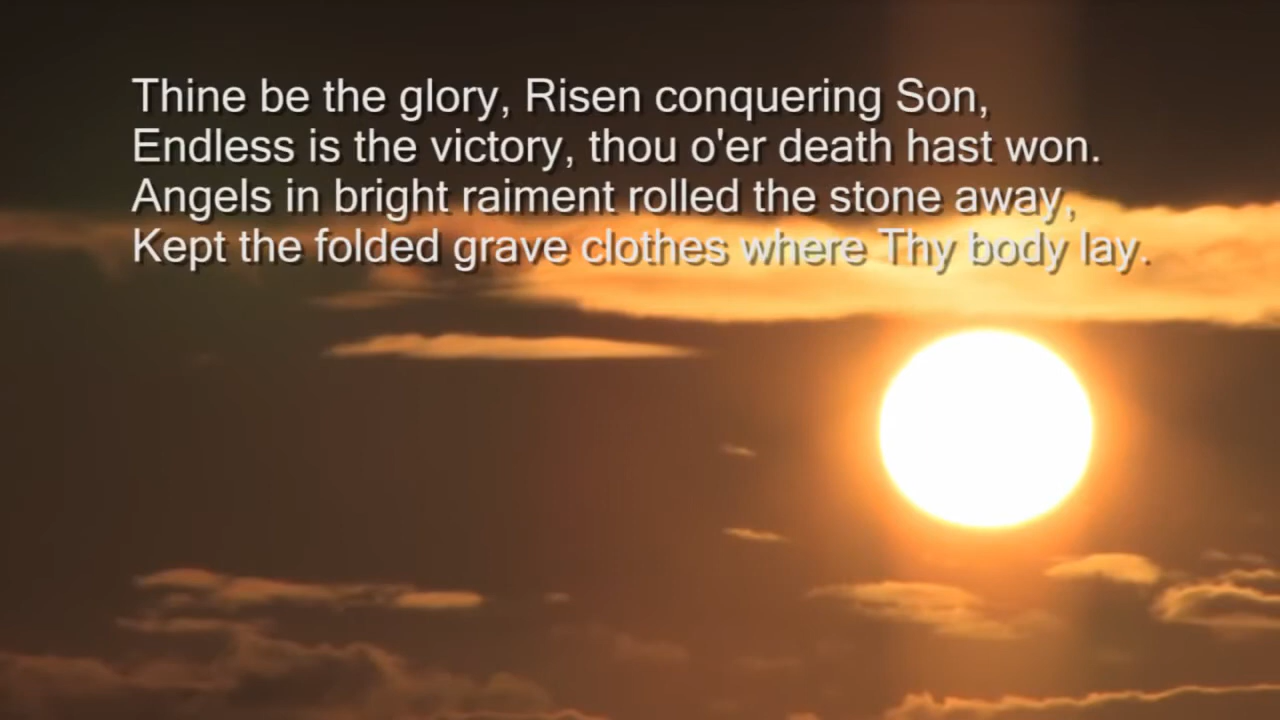 Thine be the glory, Risen conquering Son,
Endless is the victory, thou o'er death hast won.
Angels in bright raiment rolled the stone away,
Kept the folded grave clothes where Thy body lay.